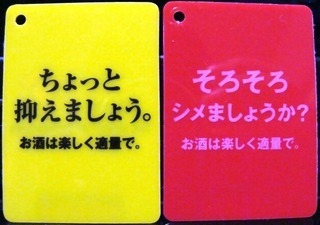 ちょっと
抑えましょう。
お酒は楽しく適量で。
そろそろ
シメましょうか?
お酒は楽しく適量で。